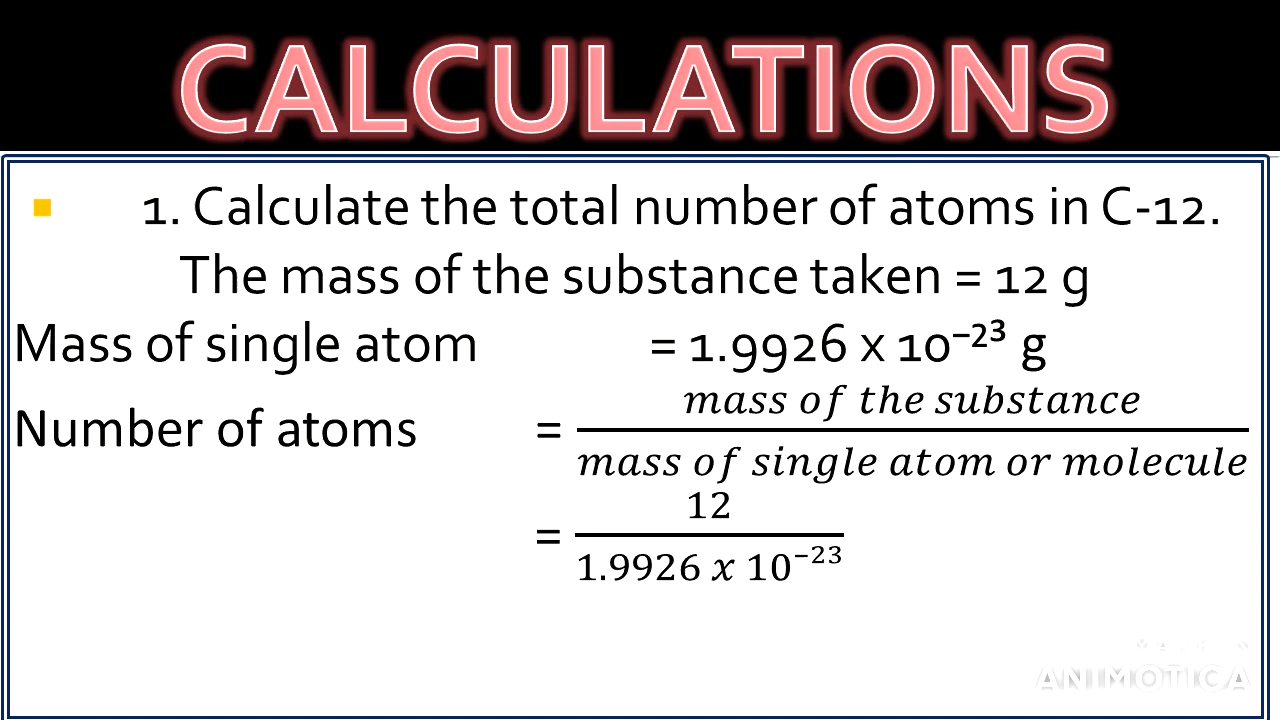 CALCULATIONS
1. Calculate the total number of atoms in C-12.
The mass of the substance taken = 12 g
Mass of single atom = 1.9926 x 10⁻²³ g
mass of the substance
Number of atoms =
mass of single atom or molecule
12
=
1.9926 x 10⁻²³
ANIMOTICA